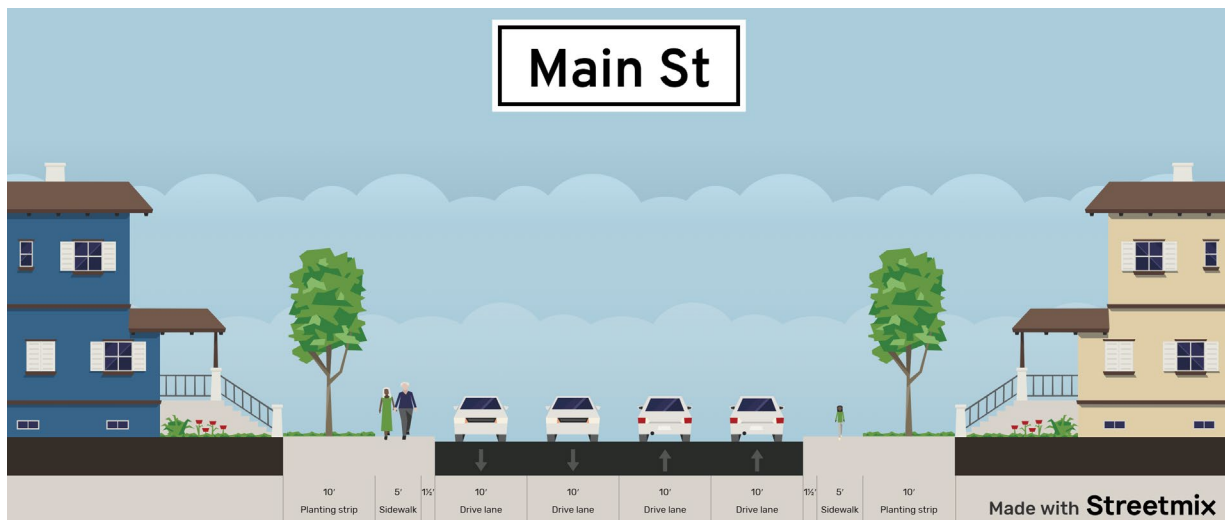 Main St
10' 5' 1½' 10' 10' 10' 10' 1½' 5' 10'
Planting strip Sidewalk Drive lane Drive lane Drive lane Drive lane Sidewalk Planting strip
Made with Streetmix